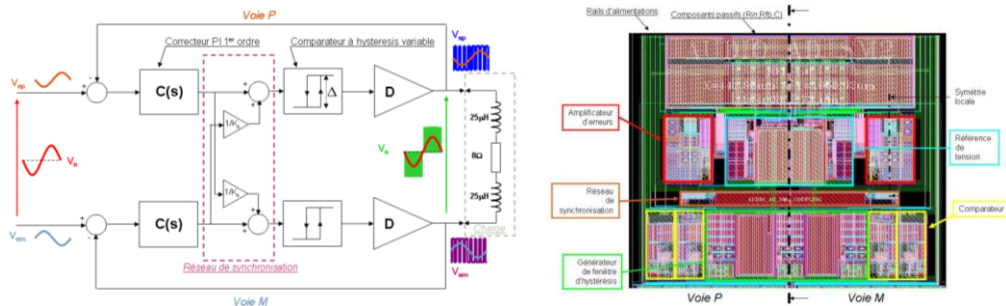 Voie P
Correcteur PI 1er ordre
Comparateur à hysteresis variable
Vsp
Vep
C(s)
Δ
D
1/Ks
25µH
8Ω
25µH
Ve
Vs
1/Ks
C(s)
D
Vem
Vsm
Charge
Réseau de synchronisation
Voie M
Rails d'alimentations
Composants passifs (Rin,Rfb,C)
Symétrie locale
Amplificateur d'erreurs
Référence de tension
Réseau de synchronisation
Comparateur
Générateur de fenêtre d'hystérésis
Voie P
Voie M